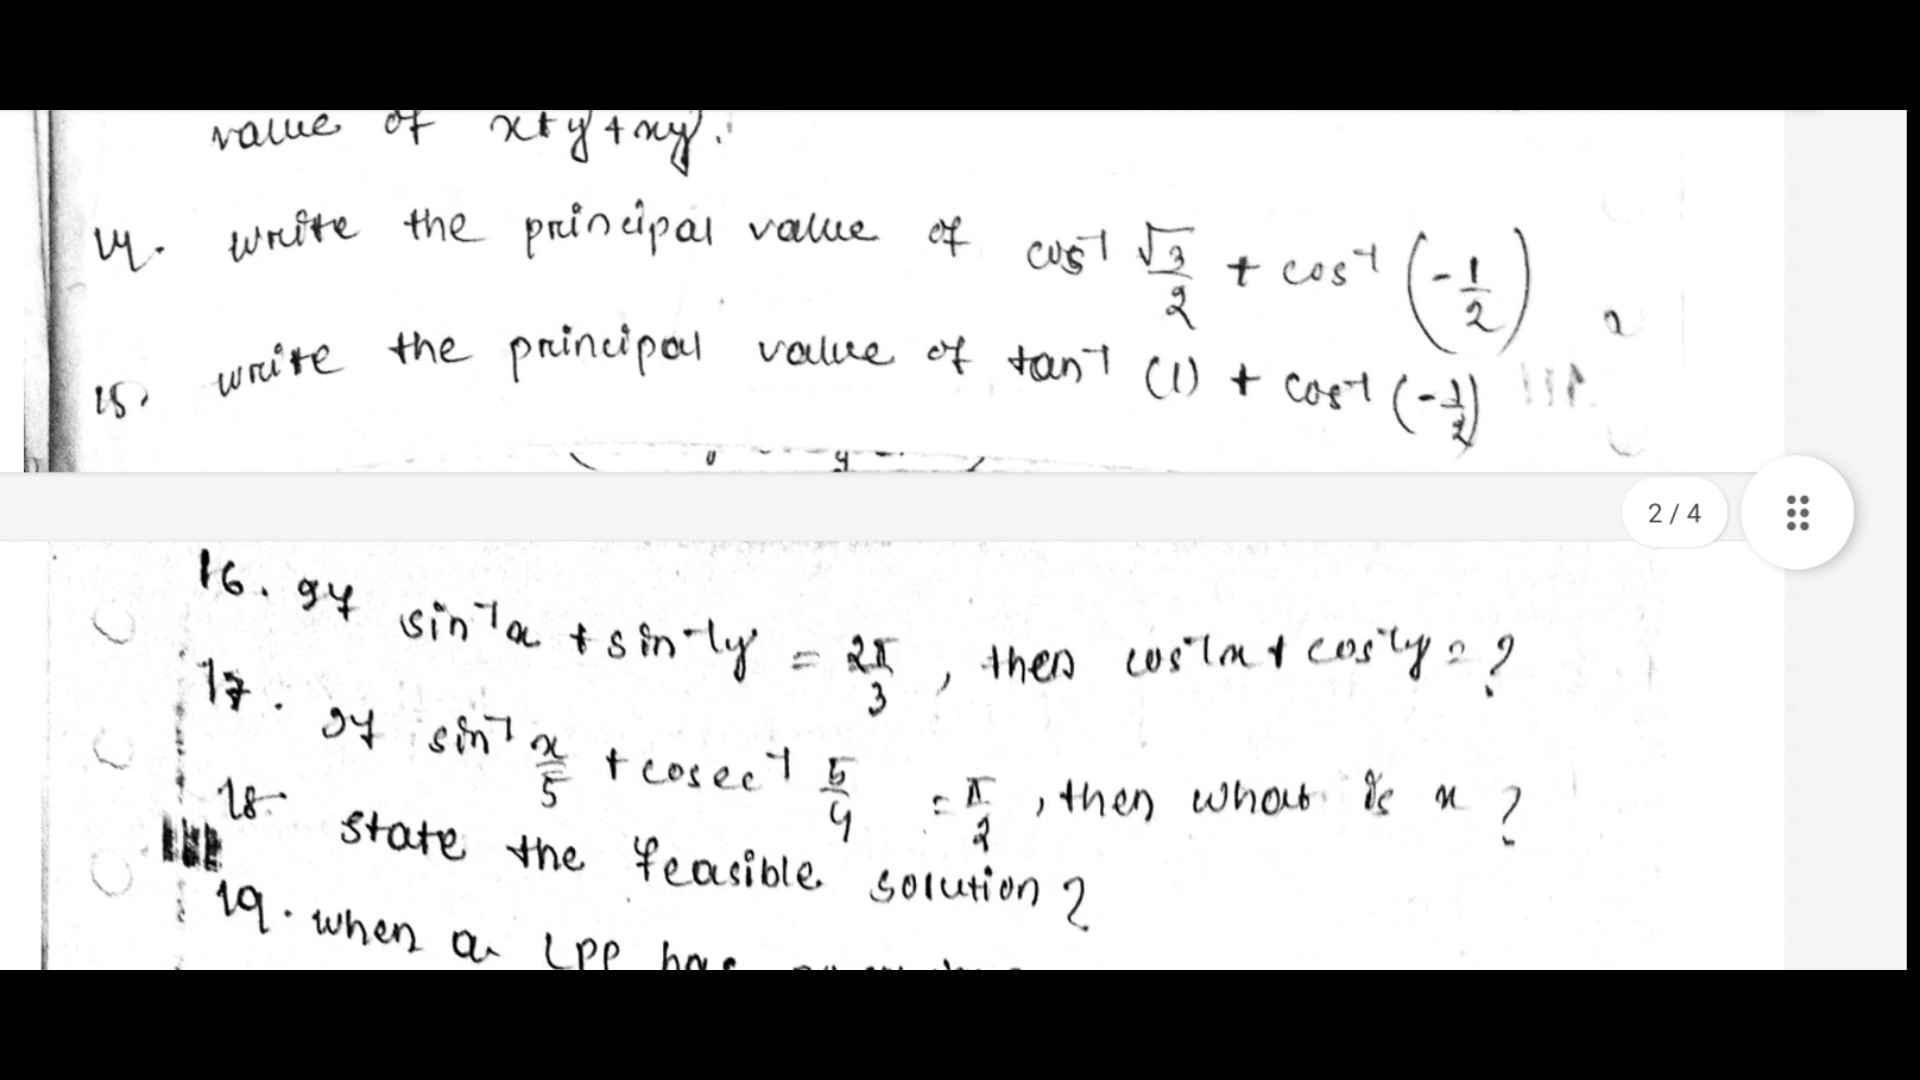 value of x+y+xy.
14. write the principal value of cos⁻¹ √3/2 + cos⁻¹ (-1/2)
15. write the principal value of tan⁻¹ (1) + cos⁻¹ (-1/2)
2 / 4
16. If sin⁻¹x + sin⁻¹y = 2π/3, then cos⁻¹x + cos⁻¹y = ?
17. If sin⁻¹ x/5 + cosec⁻¹ 5/4 = π/2, then what is x ?
18. state the feasible solution ?
19. when a LPP has